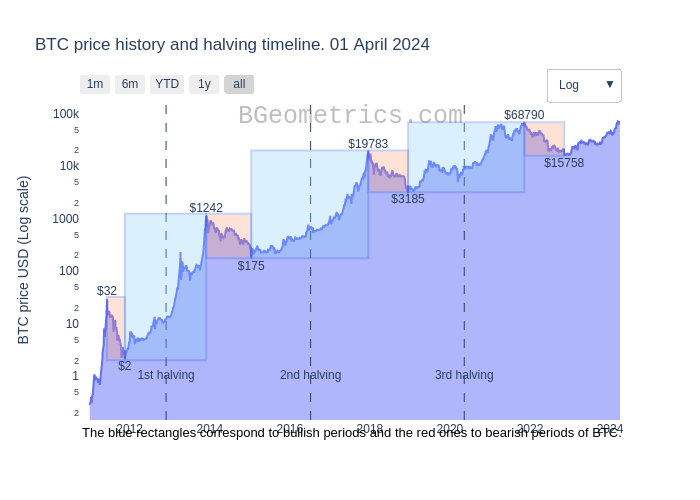 BTC price history and halving timeline. 01 April 2024
1m 6m YTD 1y all
Log ▼
BGeometrics.com
BTC price USD (Log scale)
100k
5
2
10k
5
2
1000
5
2
100
5
2
10
5
2
1
5
2
$32
$2
$1242
$175
$19783
$3185
$68790
$15758
1st halving
2nd halving
3rd halving
2012 2014 2016 2018 2020 2022 2024
The blue rectangles correspond to bullish periods and the red ones to bearish periods of BTC.